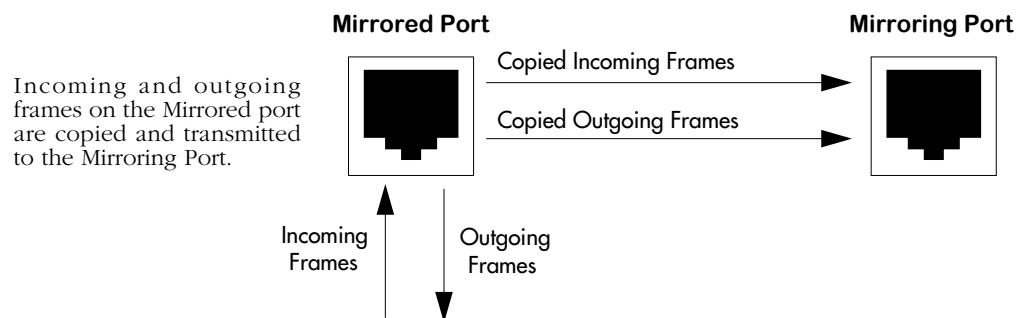 Mirrored Port
Mirroring Port
Incoming and outgoing
frames on the Mirrored port
are copied and transmitted
to the Mirroring Port.
Copied Incoming Frames
Copied Outgoing Frames
Incoming
Frames
Outgoing
Frames